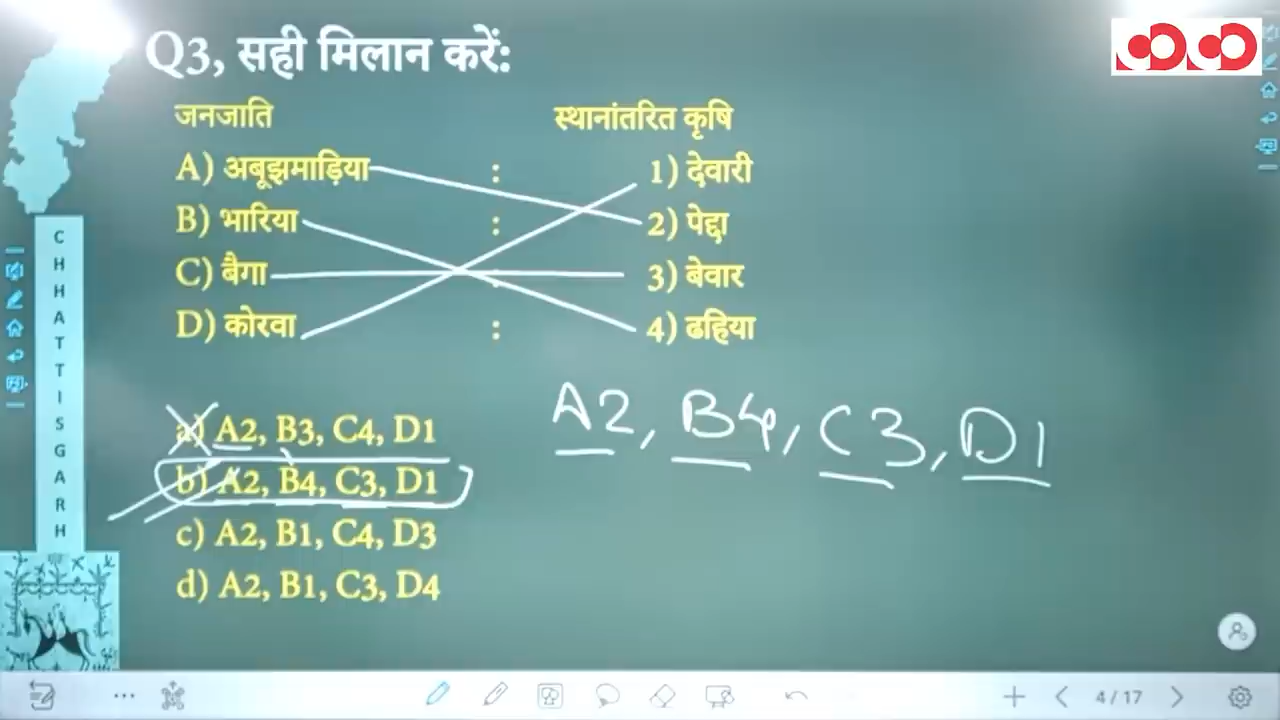 Q3, सही मिलान करें:
जनजाति स्थानांतरित कृषि
A) अबूझमाड़िया : 1) देवारी
B) भारिया : 2) पेद्दा
C) बैगा : 3) बेवार
D) कोरवा : 4) ढहिया
a) A2, B3, C4, D1
b) A2, B4, C3, D1
c) A2, B1, C4, D3
d) A2, B1, C3, D4
A2, B4, C3, D1
CHHATTISGARH
4/17